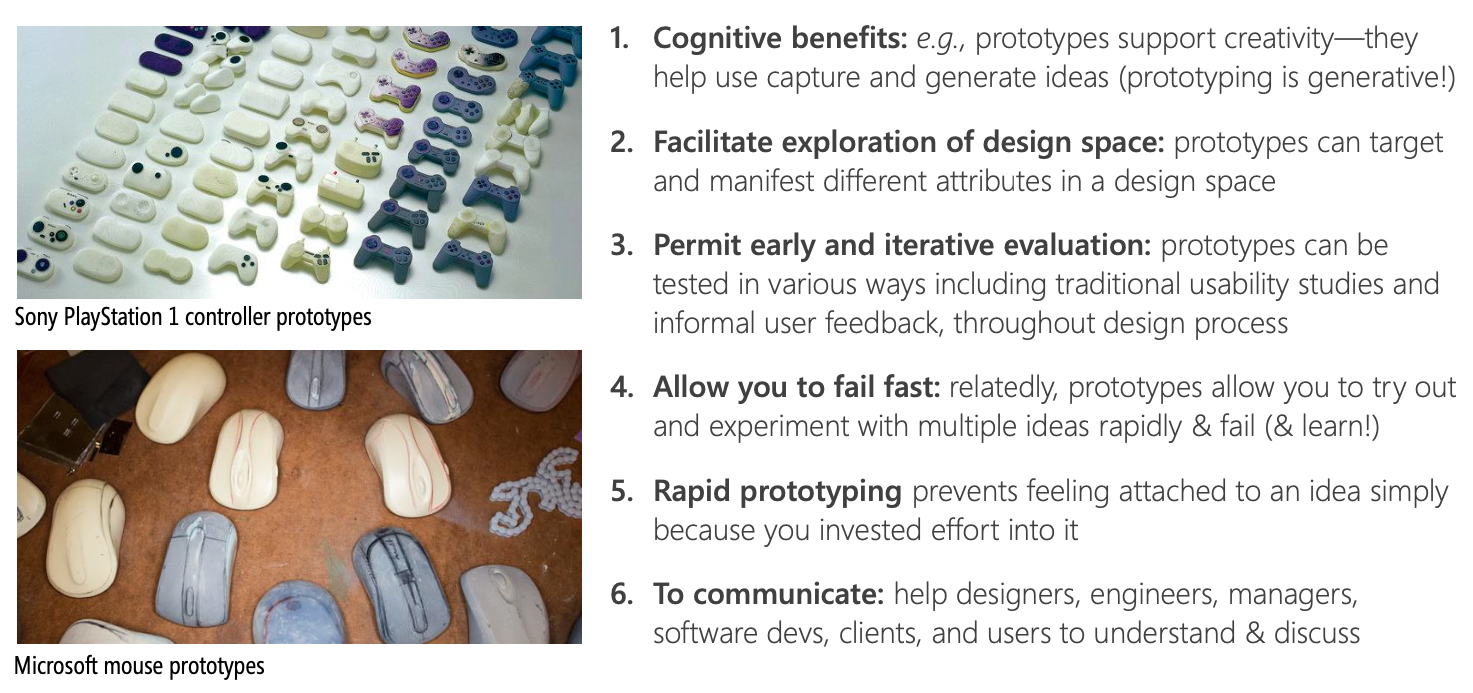 Sony PlayStation 1 controller prototypes
Microsoft mouse prototypes
1. Cognitive benefits: e.g., prototypes support creativity—they
help use capture and generate ideas (prototyping is generative!)
2. Facilitate exploration of design space: prototypes can target
and manifest different attributes in a design space
3. Permit early and iterative evaluation: prototypes can be
tested in various ways including traditional usability studies and
informal user feedback, throughout design process
4. Allow you to fail fast: relatedly, prototypes allow you to try out
and experiment with multiple ideas rapidly & fail (& learn!)
5. Rapid prototyping prevents feeling attached to an idea simply
because you invested effort into it
6. To communicate: help designers, engineers, managers,
software devs, clients, and users to understand & discuss